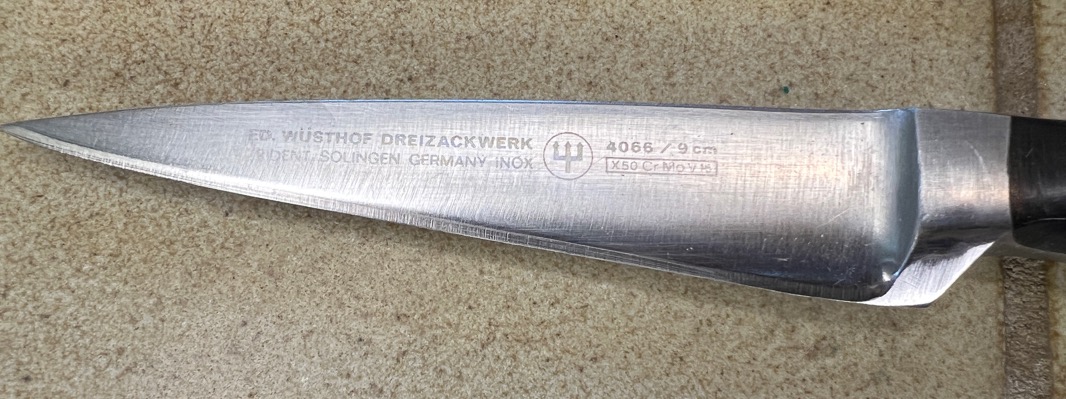 ED. WÜSTHOF DREIZACKWERK
TRIDENT, SOLINGEN GERMANY INOX
4066 / 9 cm
X50 Cr Mo V 15